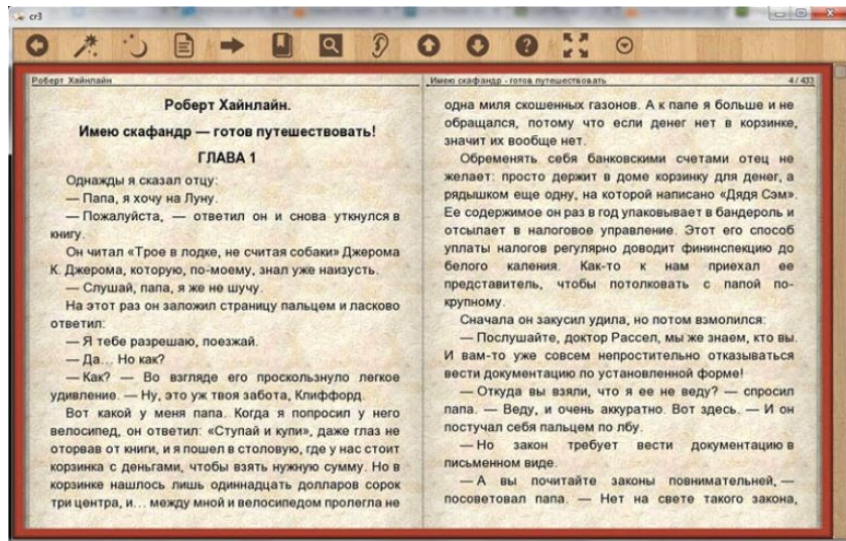 cr3
Роберт Хайнлайн
Роберт Хайнлайн.
Имею скафандр — готов путешествовать!
ГЛАВА 1
Однажды я сказал отцу:
— Папа, я хочу на Луну.
— Пожалуйста, — ответил он и снова уткнулся в
книгу.
Он читал «Трое в лодке, не считая собаки» Джерома
К. Джерома, которую, по-моему, знал уже наизусть.
— Слушай, папа, я же не шучу.
На этот раз он заложил страницу пальцем и ласково
ответил:
— Я тебе разрешаю, поезжай.
— Да... Но как?
— Как? — Во взгляде его проскользнуло легкое
удивление. — Ну, это уж твоя забота, Клиффорд.
Вот какой у меня папа. Когда я попросил у него
велосипед, он ответил: «Ступай и купи», даже глаз не
оторвав от книги, и я пошел в столовую, где у нас стоит
корзинка с деньгами, чтобы взять нужную сумму. Но в
корзинке нашлось лишь одиннадцать долларов сорок
три центра, и... между мной и велосипедом пролегла не
Имею скафандр - готов путешествовать 4 / 433
одна миля скошенных газонов. А к папе я больше и не
обращался, потому что если денег нет в корзинке,
значит их вообще нет.
Обременять себя банковскими счетами отец не
желает: просто держит в доме корзинку для денег, а
рядышком еще одну, на которой написано «Дядя Сэм».
Ее содержимое он раз в год упаковывает в бандероль и
отсылает в налоговое управление. Этот его способ
уплаты налогов регулярно доводит фининспекцию до
белого каления. Как-то к нам приехал ее
представитель, чтобы потолковать с папой по-
крупному.
Сначала он закусил удила, но потом взмолился:
— Послушайте, доктор Рассел, мы же знаем, кто вы.
И вам-то уже совсем непростительно отказываться
вести документацию по установленной форме!
— Откуда вы взяли, что я ее не веду? — спросил
папа. — Веду, и очень аккуратно. Вот здесь. — И он
постучал себя пальцем по лбу.
— Но закон требует вести документацию в
письменном виде.
— А вы почитайте законы повнимательней, —
посоветовал папа. — Нет на свете такого закона,